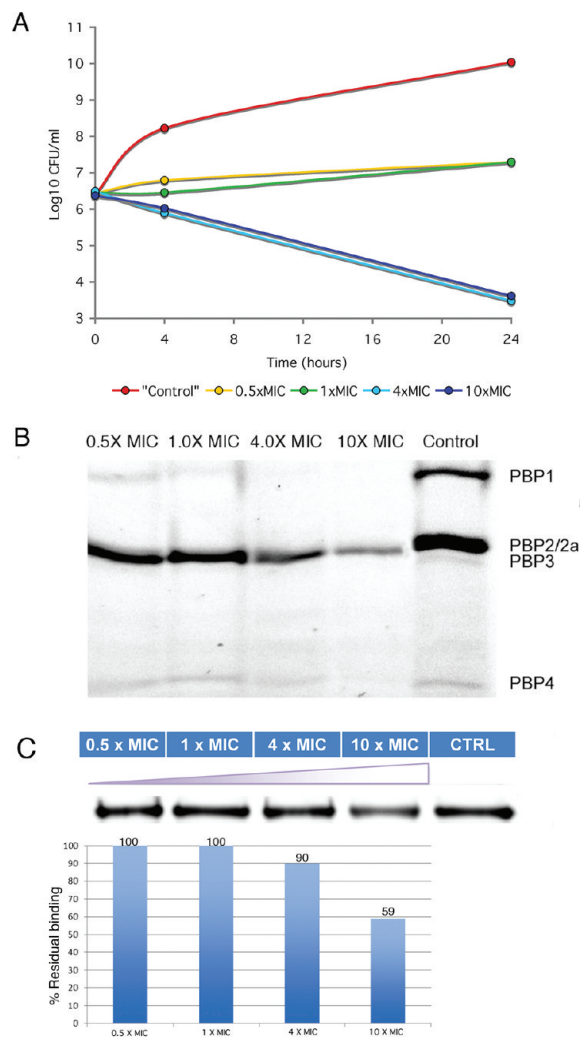 A
11
10
9
8
7
6
5
4
3
Log10 CFU/ml
0 4 8 12 16 20 24
Time (hours)
"Control" 0.5xMIC 1xMIC 4xMIC 10xMIC
B
0.5X MIC 1.0X MIC 4.0X MIC 10X MIC Control
PBP1
PBP2/2a
PBP3
PBP4
C
0.5 x MIC 1 x MIC 4 x MIC 10 x MIC CTRL
100
90
80
70
60
50
40
30
20
10
0
% Residual binding
100 100 90 59
0.5 X MIC 1 X MIC 4 X MIC 10 X MIC